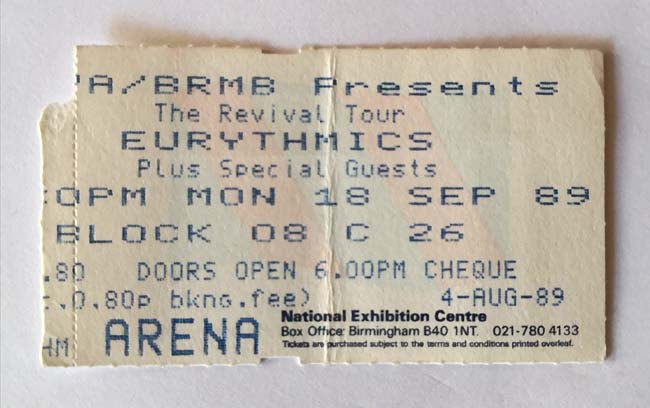 'A/BRMB Presents
The Revival Tour
EURYTHMICS
Plus Special Guests
:0PM MON 18 SEP 89
BLOCK 08 C 26
.80 DOORS OPEN 6.00PM CHEQUE
.0.80p bkng.fee) 4-AUG-89
HM ARENA
National Exhibition Centre
Box Office: Birmingham B40 1NT. 021-780 4133
Tickets are purchased subject to the terms and conditions printed overleaf.